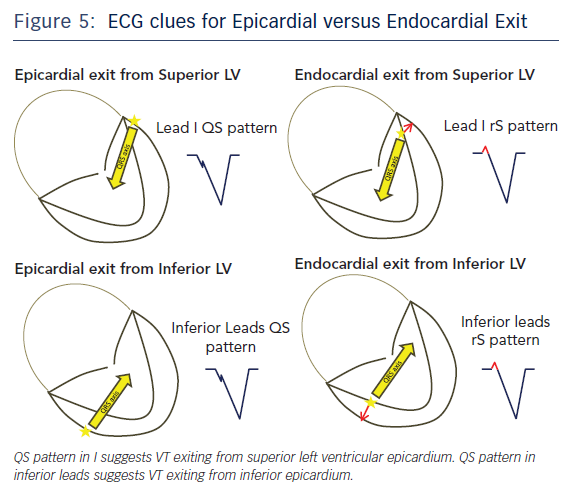 Figure 5: ECG clues for Epicardial versus Endocardial Exit
Epicardial exit from Superior LV
Lead I QS pattern
QRS axis
Endocardial exit from Superior LV
Lead I rS pattern
QRS axis
Epicardial exit from Inferior LV
Inferior Leads QS
pattern
QRS axis
Endocardial exit from Inferior LV
Inferior leads
rS pattern
QRS axis
QS pattern in I suggests VT exiting from superior left ventricular epicardium. QS pattern in
inferior leads suggests VT exiting from inferior epicardium.